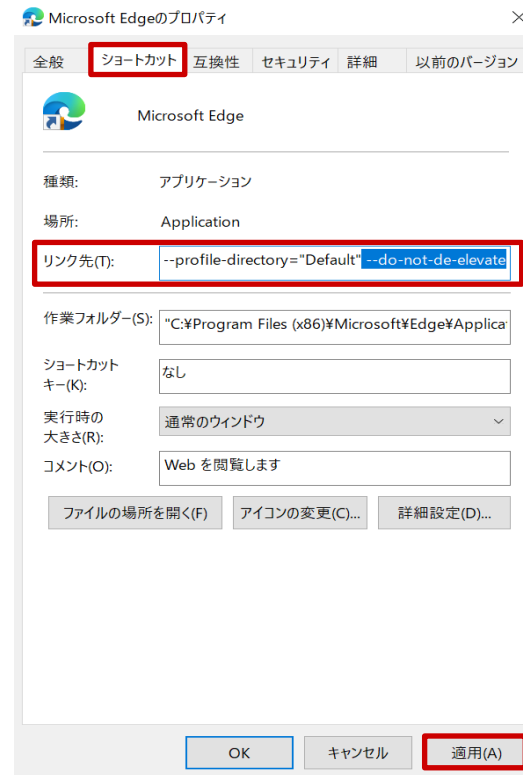 Microsoft Edgeのプロパティ
全般 ショートカット 互換性 セキュリティ 詳細 以前のバージョン
Microsoft Edge
種類: アプリケーション
場所: Application
リンク先(T): --profile-directory="Default" --do-not-de-elevate
作業フォルダー(S): "C:¥Program Files (x86)¥Microsoft¥Edge¥Applica
ショートカット
キー(K): なし
実行時の
大きさ(R): 通常のウィンドウ
コメント(O): Web を閲覧します
ファイルの場所を開く(F) アイコンの変更(C)... 詳細設定(D)...
OK キャンセル 適用(A)